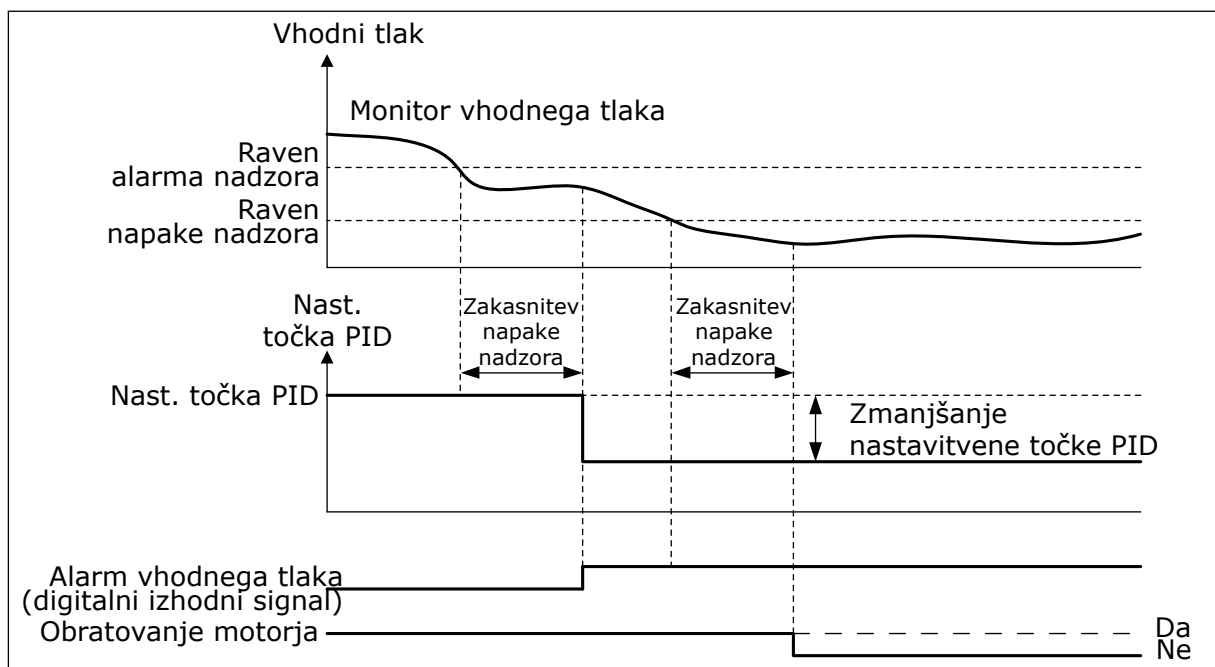 Vhodni tlak
Monitor vhodnega tlaka
Raven
alarma nadzora
Raven
napake nadzora
Nast.
točka PID
Zakasnitev
napake
nadzora
Zakasnitev
napake
nadzora
Nast. točka PID
Zmanjšanje
nastavitvene točke PID
Alarm vhodnega tlaka
(digitalni izhodni signal)
Obratovanje motorja
Da
Ne